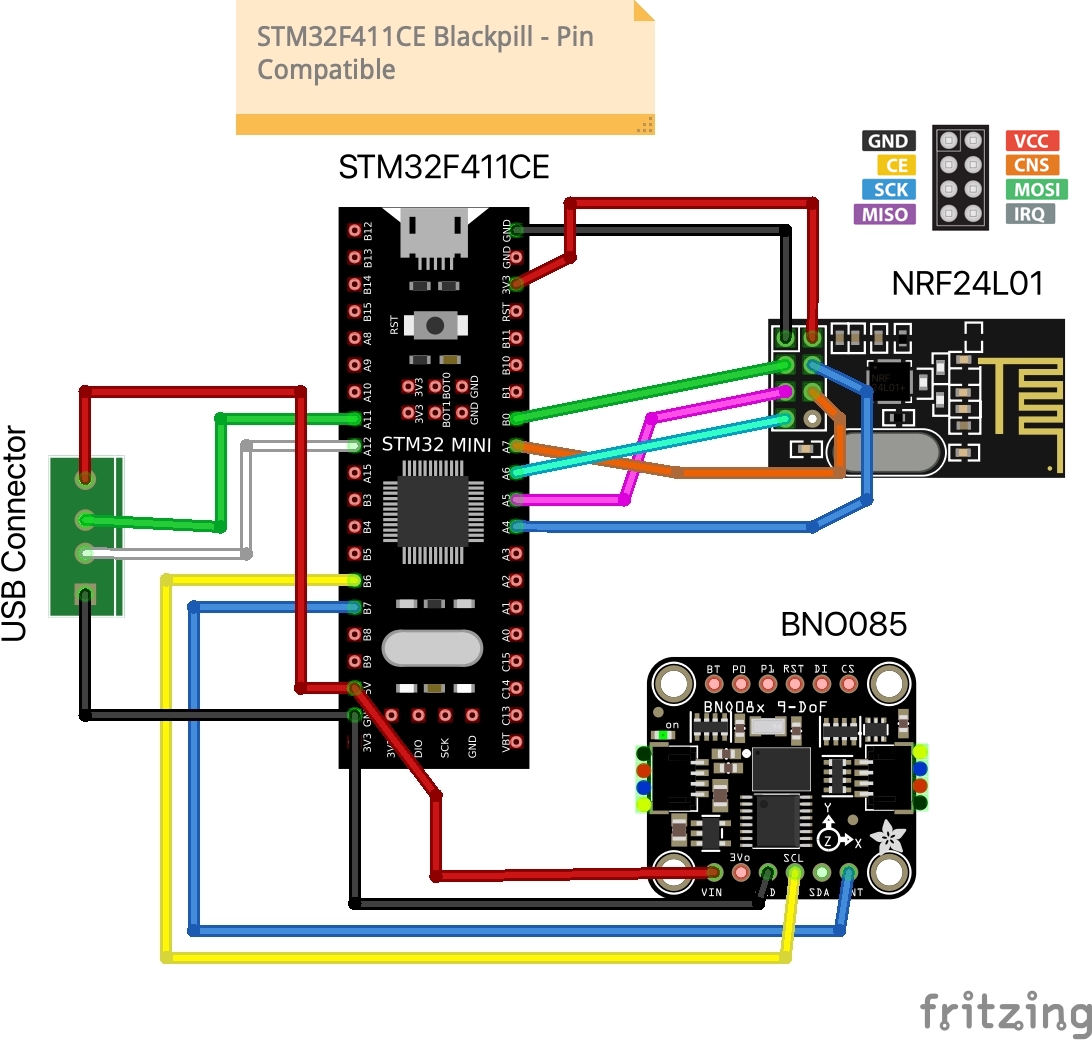 STM32F411CE Blackpill - Pin
Compatible
STM32F411CE
GND
VCC
CE
CNS
SCK
MOSI
MISO
IRQ
NRF24L01
B12
B13
B14
B15
A8
A9
A10
A11
A12
A15
B3
B4
B5
B6
B7
B8
B9
5V
3V3
GND
GND
3V3
RST
B11
B10
B1
B0
A7
A6
A5
A4
A3
A2
A1
A0
C15
C14
C13
VBT
RST
3V3 BOT0 GND
3V3 BOT1 GND
STM32 MINI
DIO
SCK
GND
USB Connector
BNO085
BT P0 P1 RST DI CS
BNO08x 9-DoF
on
Y
Z
X
3Vo
SCL
VIN
SDA
fritzing